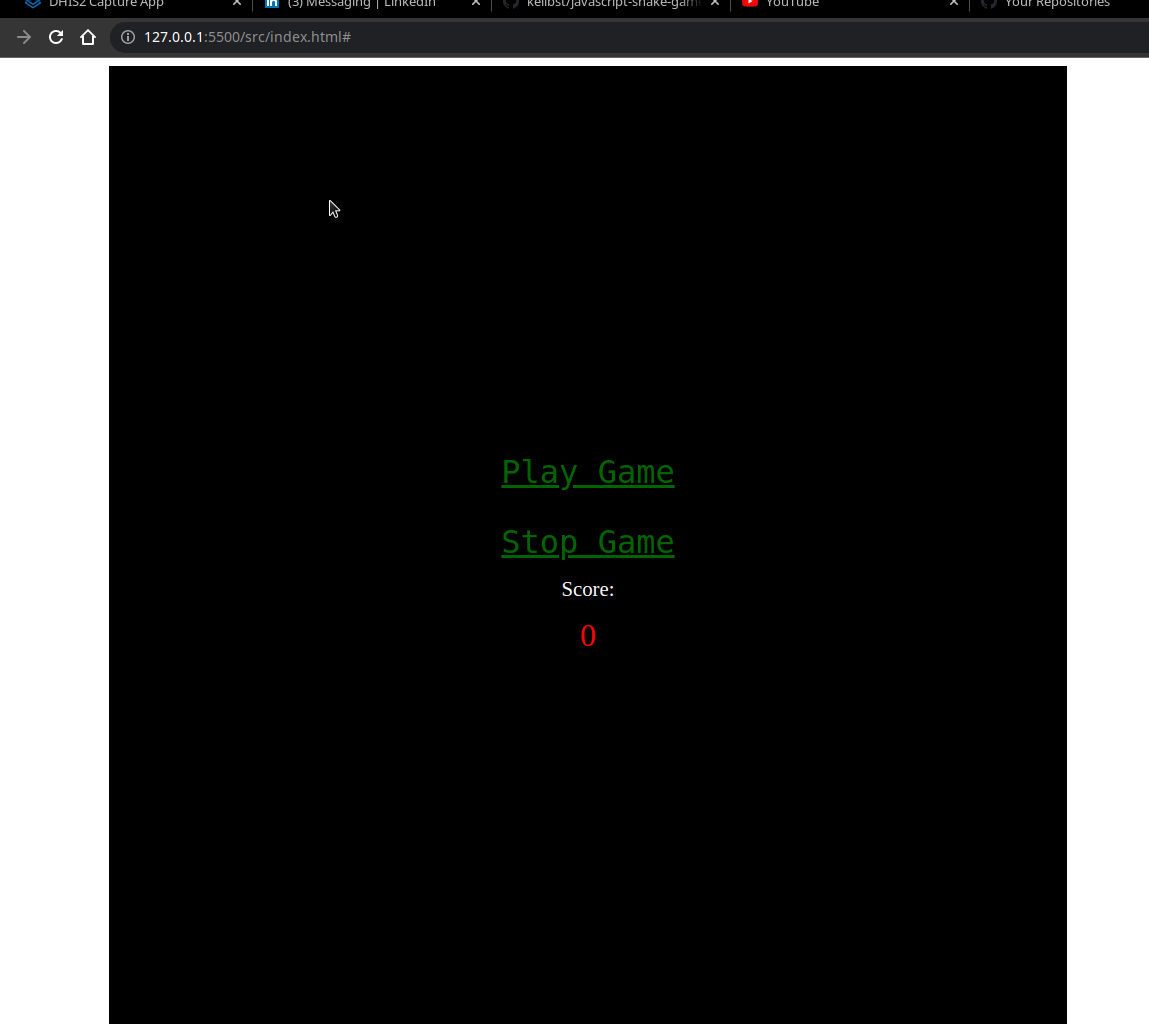 DHIS2 Capture App (3) Messaging | LinkedIn kelibst/javascript-snake-gam YouTube Your Repositories
127.0.0.1:5500/src/index.html#
Play Game
Stop Game
Score:
0